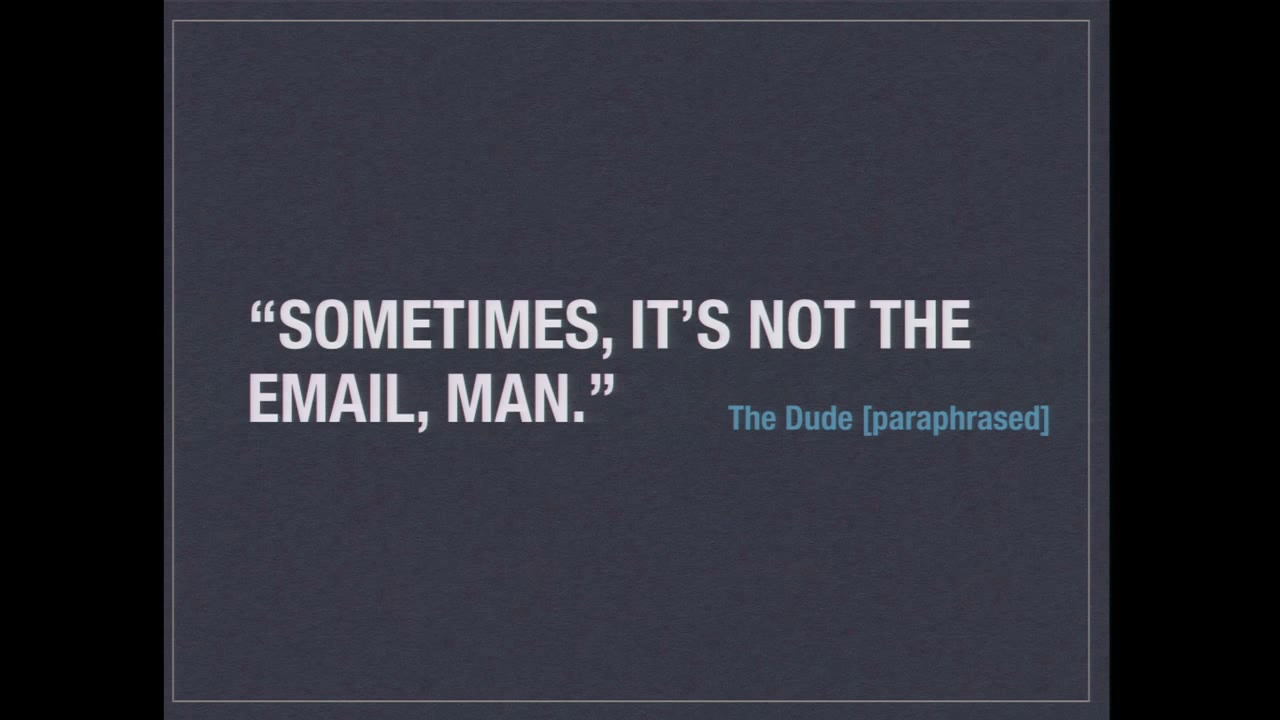 “SOMETIMES, IT’S NOT THE
EMAIL, MAN.”
The Dude [paraphrased]